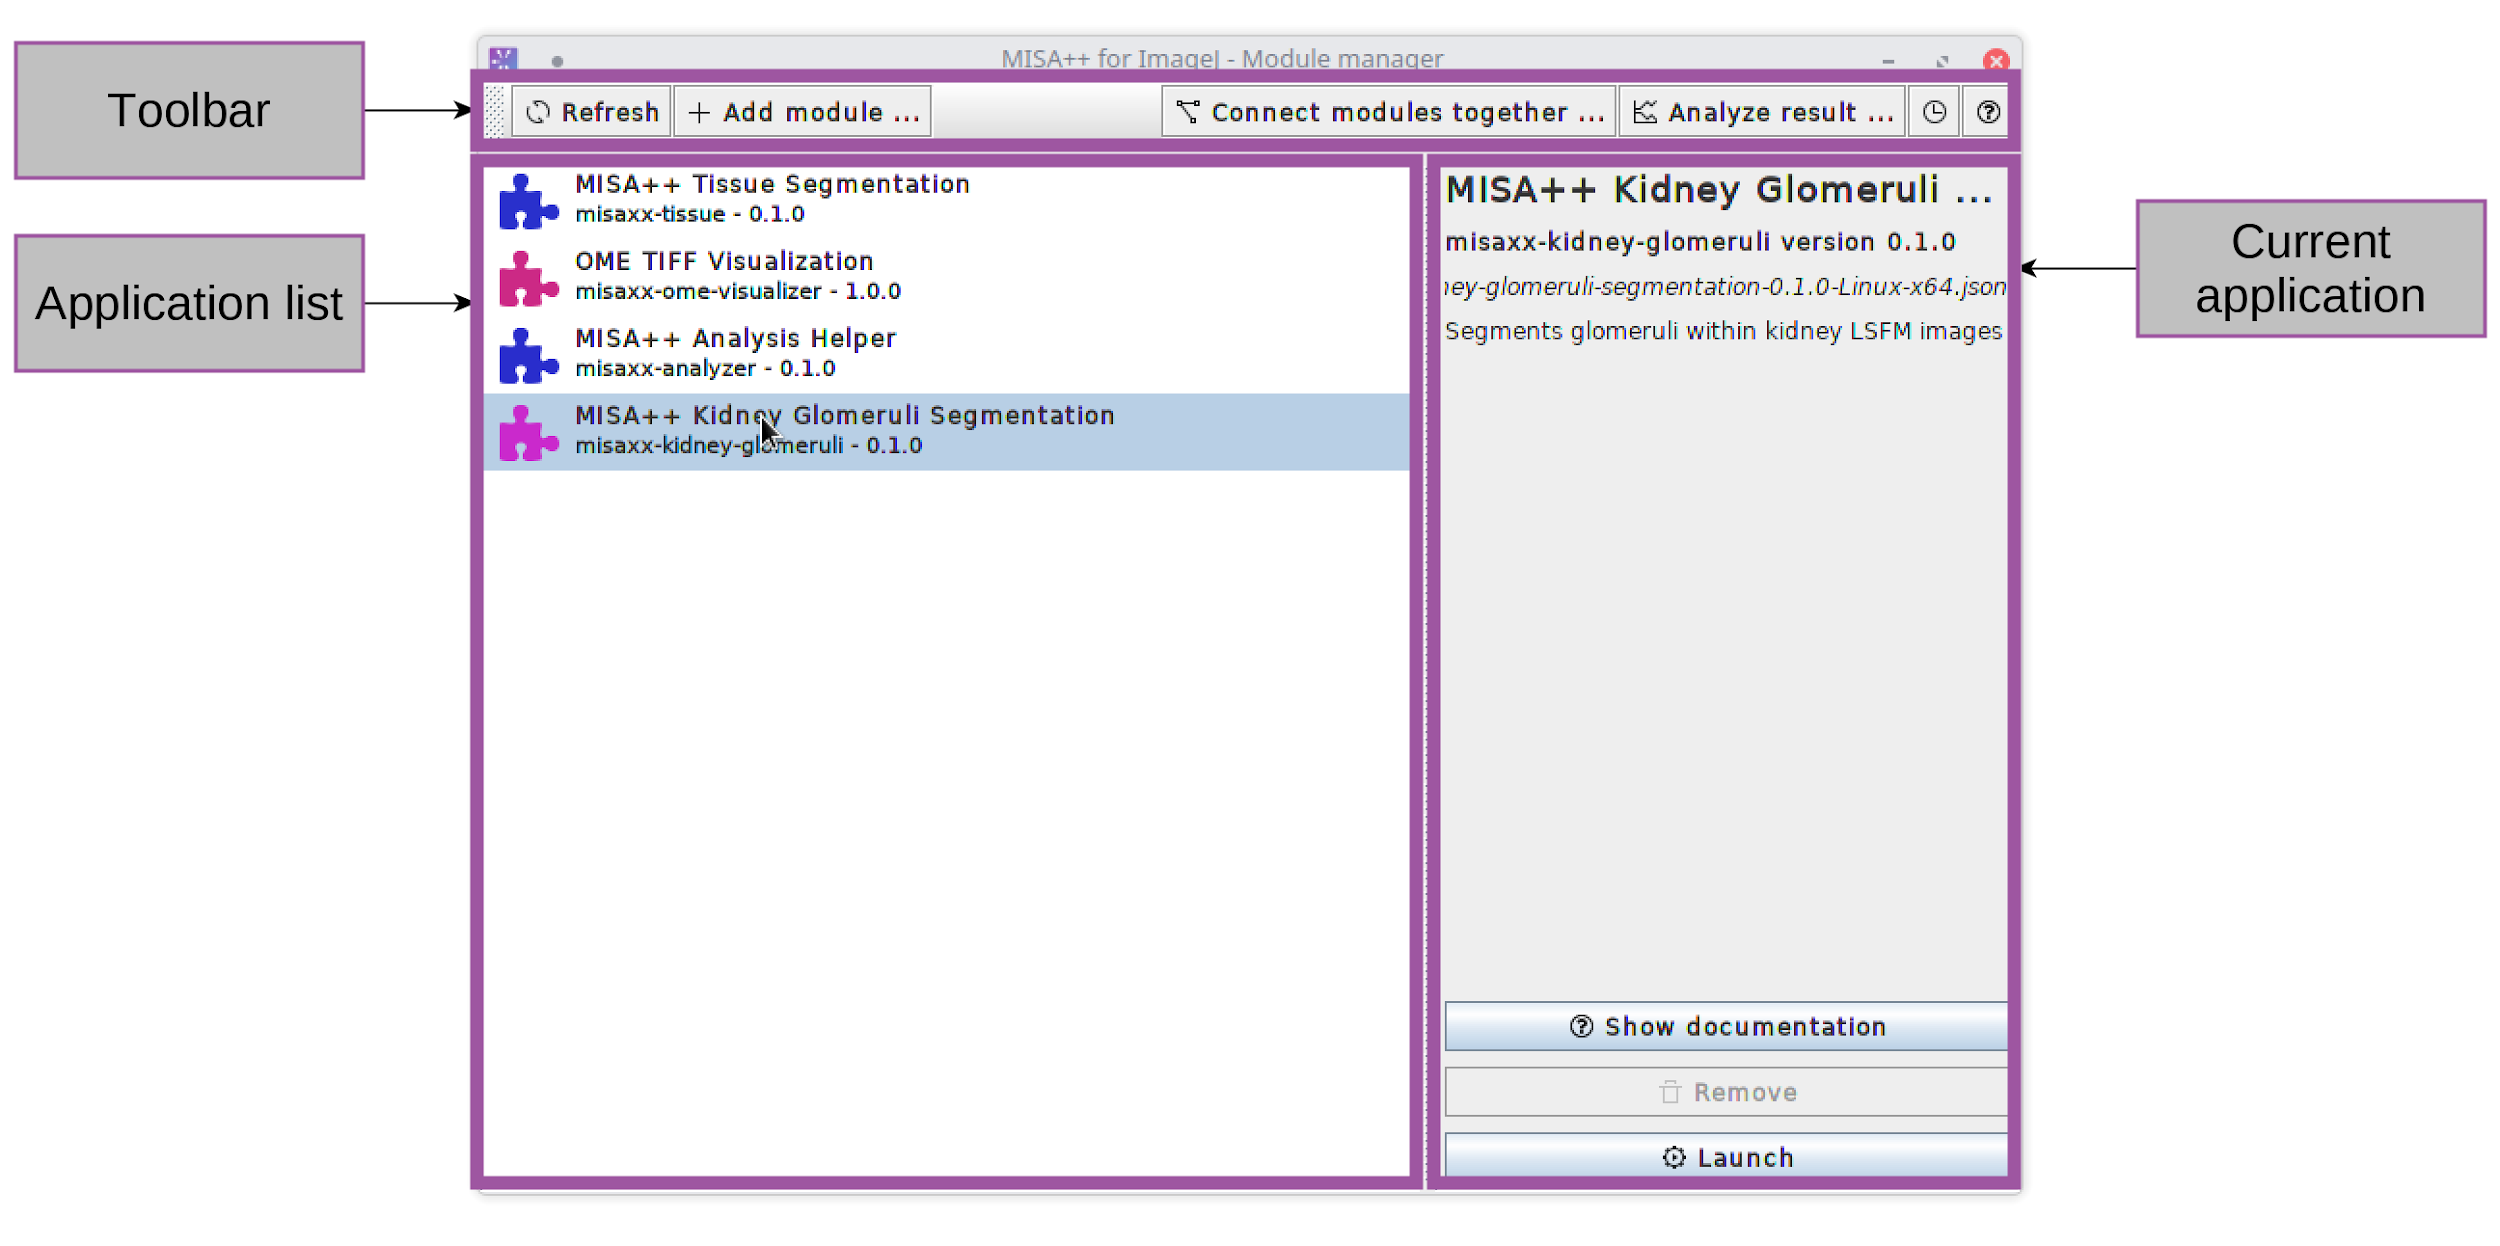 MISA++ for ImageJ - Module manager
Toolbar
Refresh
Add module ...
Connect modules together ...
Analyze result ...
Application list
MISA++ Tissue Segmentation
misaxx-tissue - 0.1.0
OME TIFF Visualization
misaxx-ome-visualizer - 1.0.0
MISA++ Analysis Helper
misaxx-analyzer - 0.1.0
MISA++ Kidney Glomeruli Segmentation
misaxx-kidney-glomeruli - 0.1.0
MISA++ Kidney Glomeruli ...
misaxx-kidney-glomeruli version 0.1.0
ney-glomeruli-segmentation-0.1.0-Linux-x64.json
Segments glomeruli within kidney LSFM images
Current
application
Show documentation
Remove
Launch